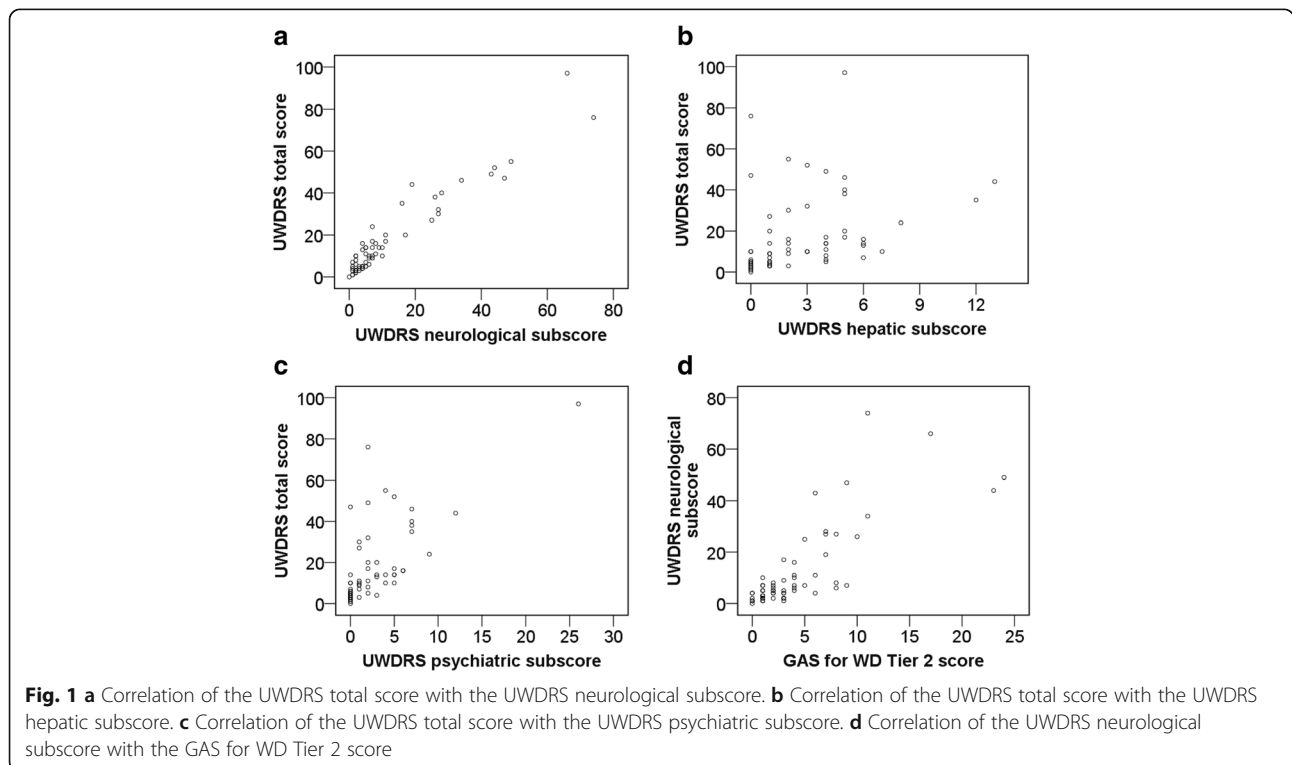 a
100
80
60
40
20
0
UWDRS total score
0 20 40 60 80
UWDRS neurological subscore
b
100
80
60
40
20
0
UWDRS total score
0 3 6 9 12
UWDRS hepatic subscore
c
100
80
60
40
20
0
UWDRS total score
0 5 10 15 20 25 30
UWDRS psychiatric subscore
d
80
60
40
20
0
UWDRS neurological
subscore
0 5 10 15 20 25
GAS for WD Tier 2 score
Fig. 1 a Correlation of the UWDRS total score with the UWDRS neurological subscore. b Correlation of the UWDRS total score with the UWDRS
hepatic subscore. c Correlation of the UWDRS total score with the UWDRS psychiatric subscore. d Correlation of the UWDRS neurological
subscore with the GAS for WD Tier 2 score